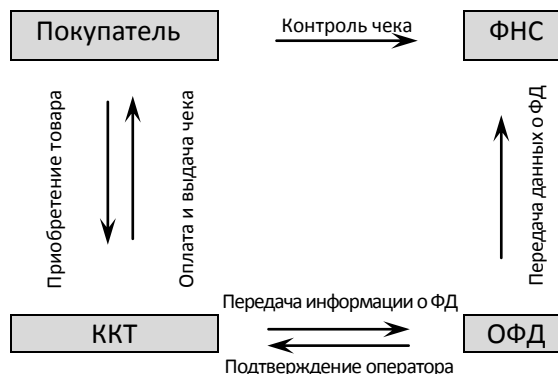 Покупатель
Контроль чека
ФНС
Приобретение товара
Оплата и выдача чека
Передача данных о ФД
Передача информации о ФД
ККТ
ОФД
Подтверждение оператора